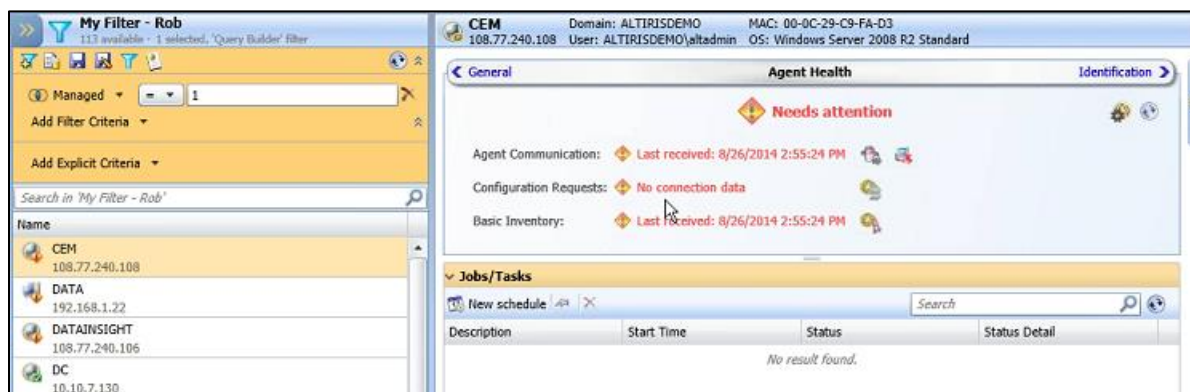 My Filter - Rob
113 available - 1 selected, 'Query Builder' filter
Managed = 1
Add Filter Criteria
Add Explicit Criteria
Search in 'My Filter - Rob'
Name
CEM
108.77.240.108
DATA
192.168.1.22
DATAINSIGHT
108.77.240.106
DC
10.10.7.130
CEM Domain: ALTIRISDEMO MAC: 00-0C-29-C9-FA-D3
108.77.240.108 User: ALTIRISDEMO\altadmin OS: Windows Server 2008 R2 Standard
General Agent Health Identification
Needs attention
Agent Communication: Last received: 8/26/2014 2:55:24 PM
Configuration Requests: No connection data
Basic Inventory: Last received: 8/26/2014 2:55:24 PM
Jobs/Tasks
New schedule Search
Description Start Time Status Status Detail
No result found.